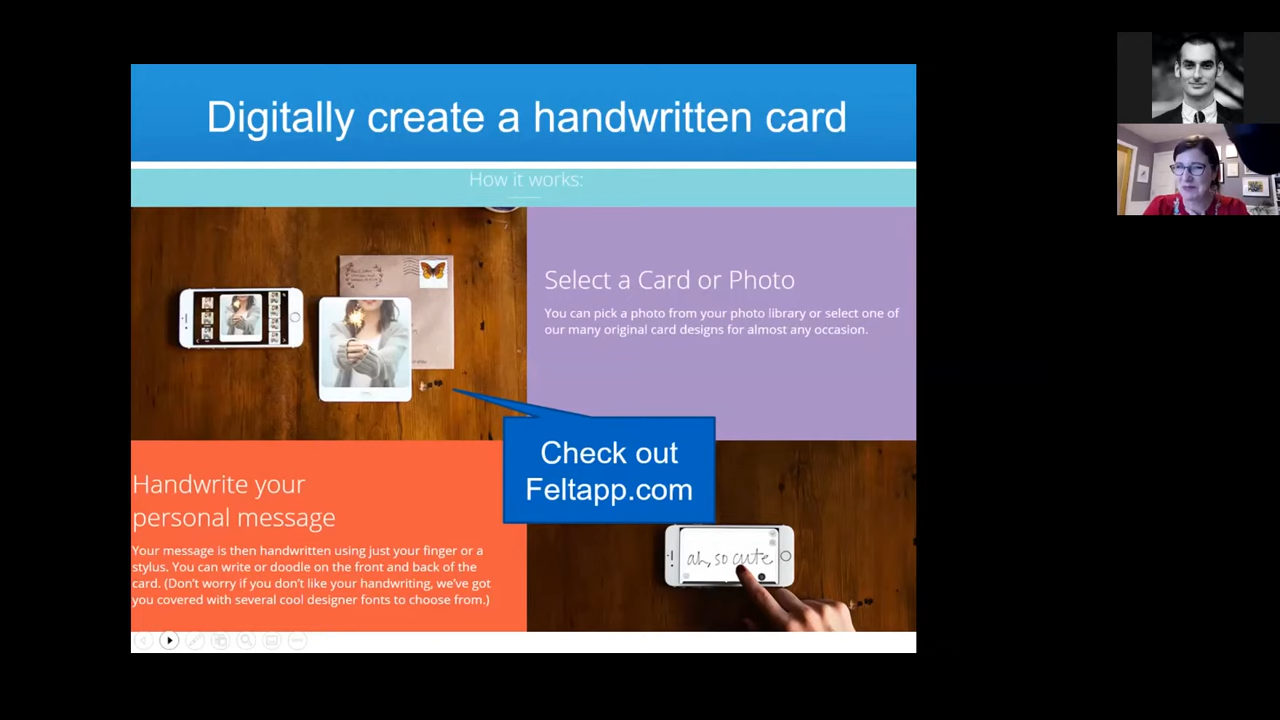 Digitally create a handwritten card
How it works:
Select a Card or Photo
You can pick a photo from your photo library or select one of
our many original card designs for almost any occasion.
Check out
Feltapp.com
Handwrite your
personal message
Your message is then handwritten using just your finger or a
stylus. You can write or doodle on the front and back of the
card. (Don't worry if you don't like your handwriting, we've got
you covered with several cool designer fonts to choose from.)
ah, so cute